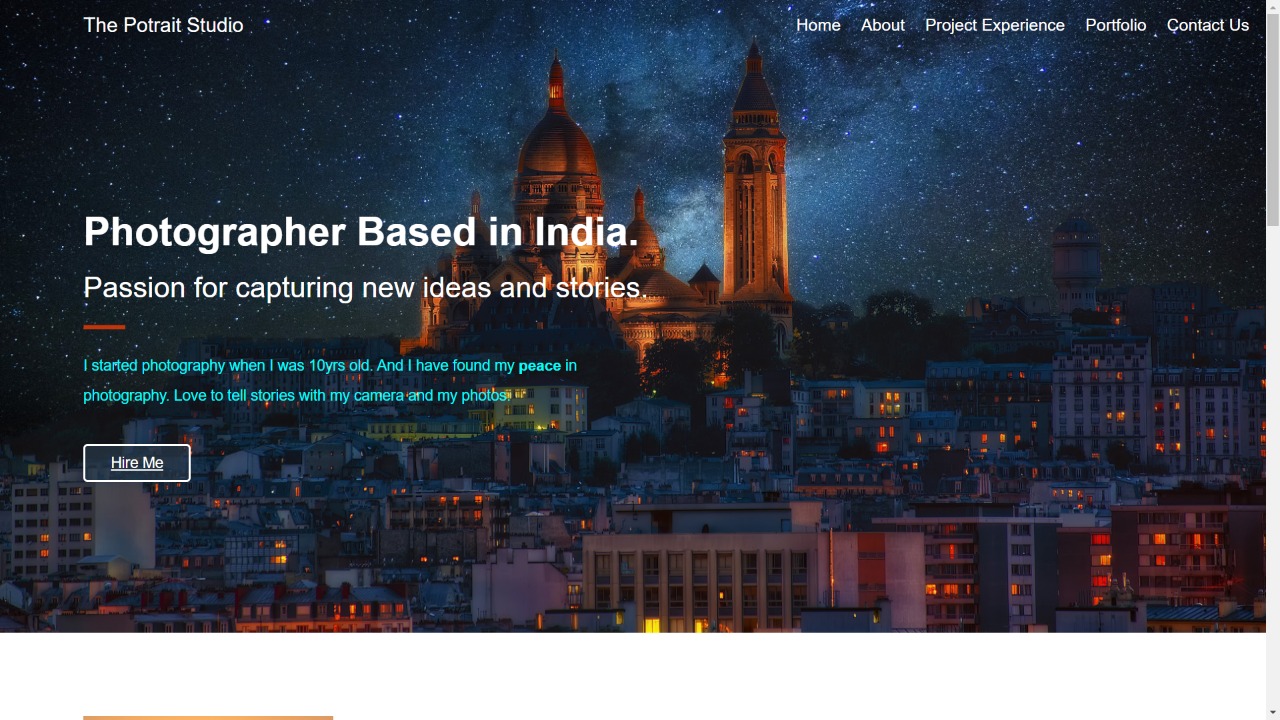 The Potrait Studio
Home
About
Project Experience
Portfolio
Contact Us
Photographer Based in India.
Passion for capturing new ideas and stories.
I started photography when I was 10yrs old. And I have found my peace in
photography. Love to tell stories with my camera and my photos.
Hire Me